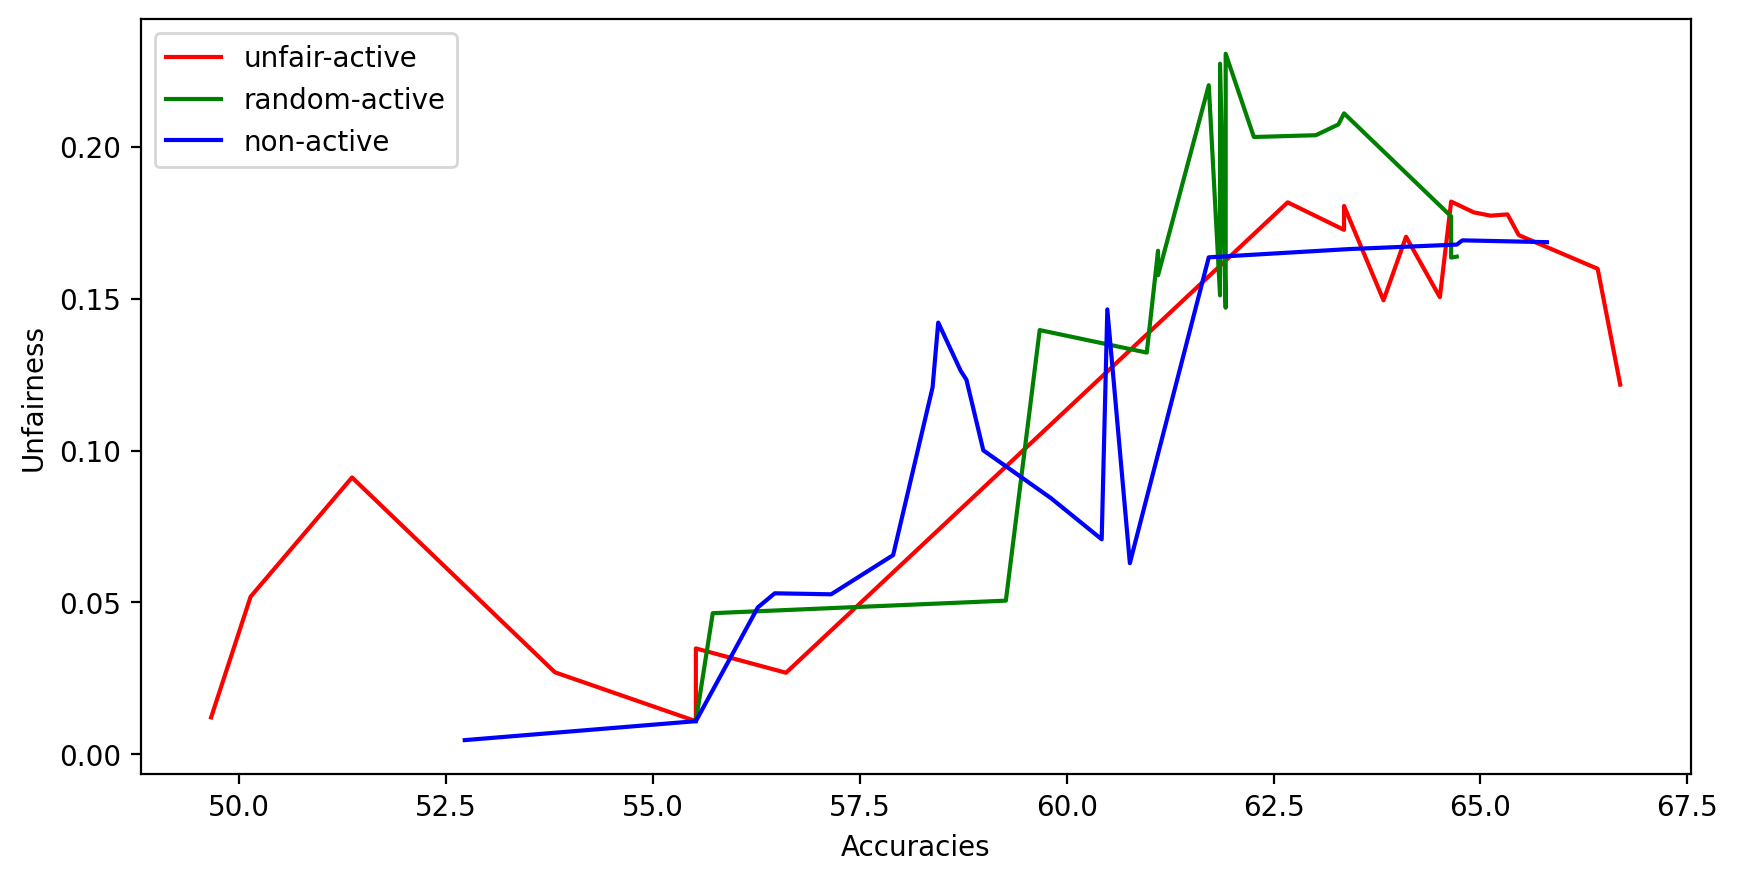 unfair-active
random-active
non-active
0.20
0.15
0.10
0.05
0.00
Unfairness
50.0 52.5 55.0 57.5 60.0 62.5 65.0 67.5
Accuracies